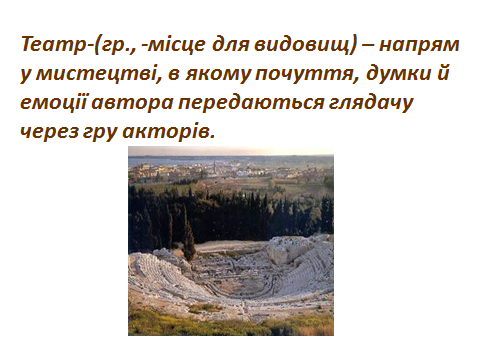 Театр-(гр., -місце для видовищ) – напрям
у мистецтві, в якому почуття, думки й
емоції автора передаються глядачу
через гру акторів.